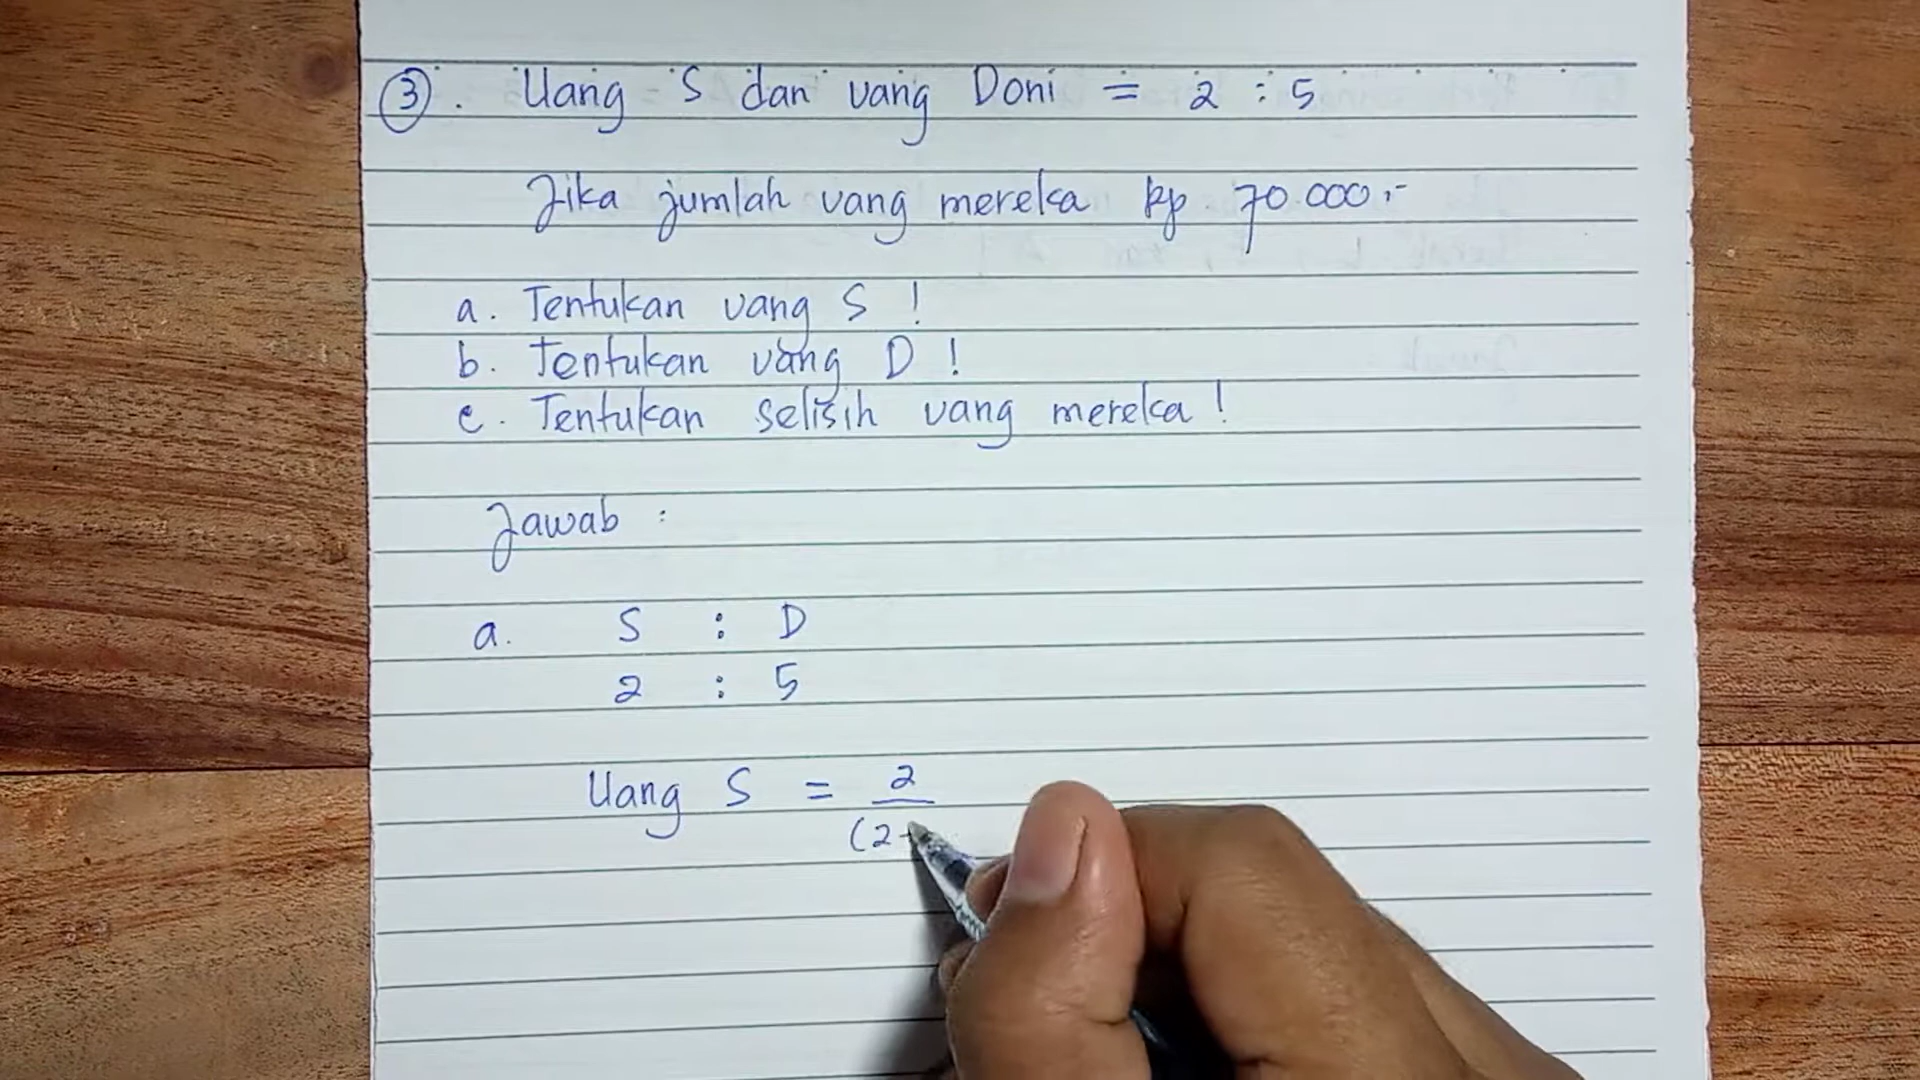 3. Uang S dan uang Doni = 2 : 5
Jika jumlah uang mereka Rp. 70.000,-
a. Tentukan uang S !
b. Tentukan uang D !
c. Tentukan selisih uang mereka !
Jawab :
a. S : D
2 : 5
Uang S = 2
(2+